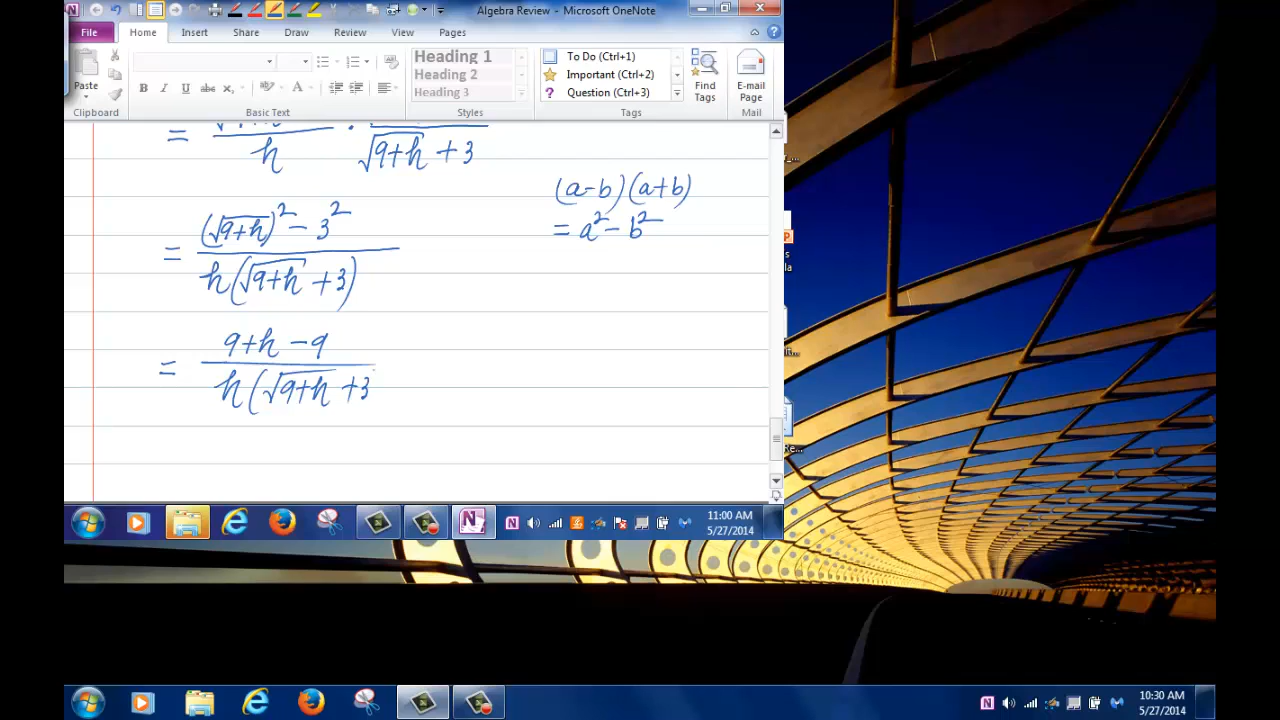 Algebra Review - Microsoft OneNote
File Home Insert Share Draw Review View Pages
Paste
Clipboard
B I U abc X₂ A
Basic Text
Heading 1
Heading 2
Heading 3
Styles
To Do (Ctrl+1)
Important (Ctrl+2)
Question (Ctrl+3)
Tags
Find Tags
E-mail Page
Mail
= / h · / √9+h + 3
(a-b)(a+b)
= a² - b²
= (√9+h)² - 3² / h(√9+h + 3)
= 9+h - 9 / h(√9+h + 3
11:00 AM
5/27/2014
10:30 AM
5/27/2014